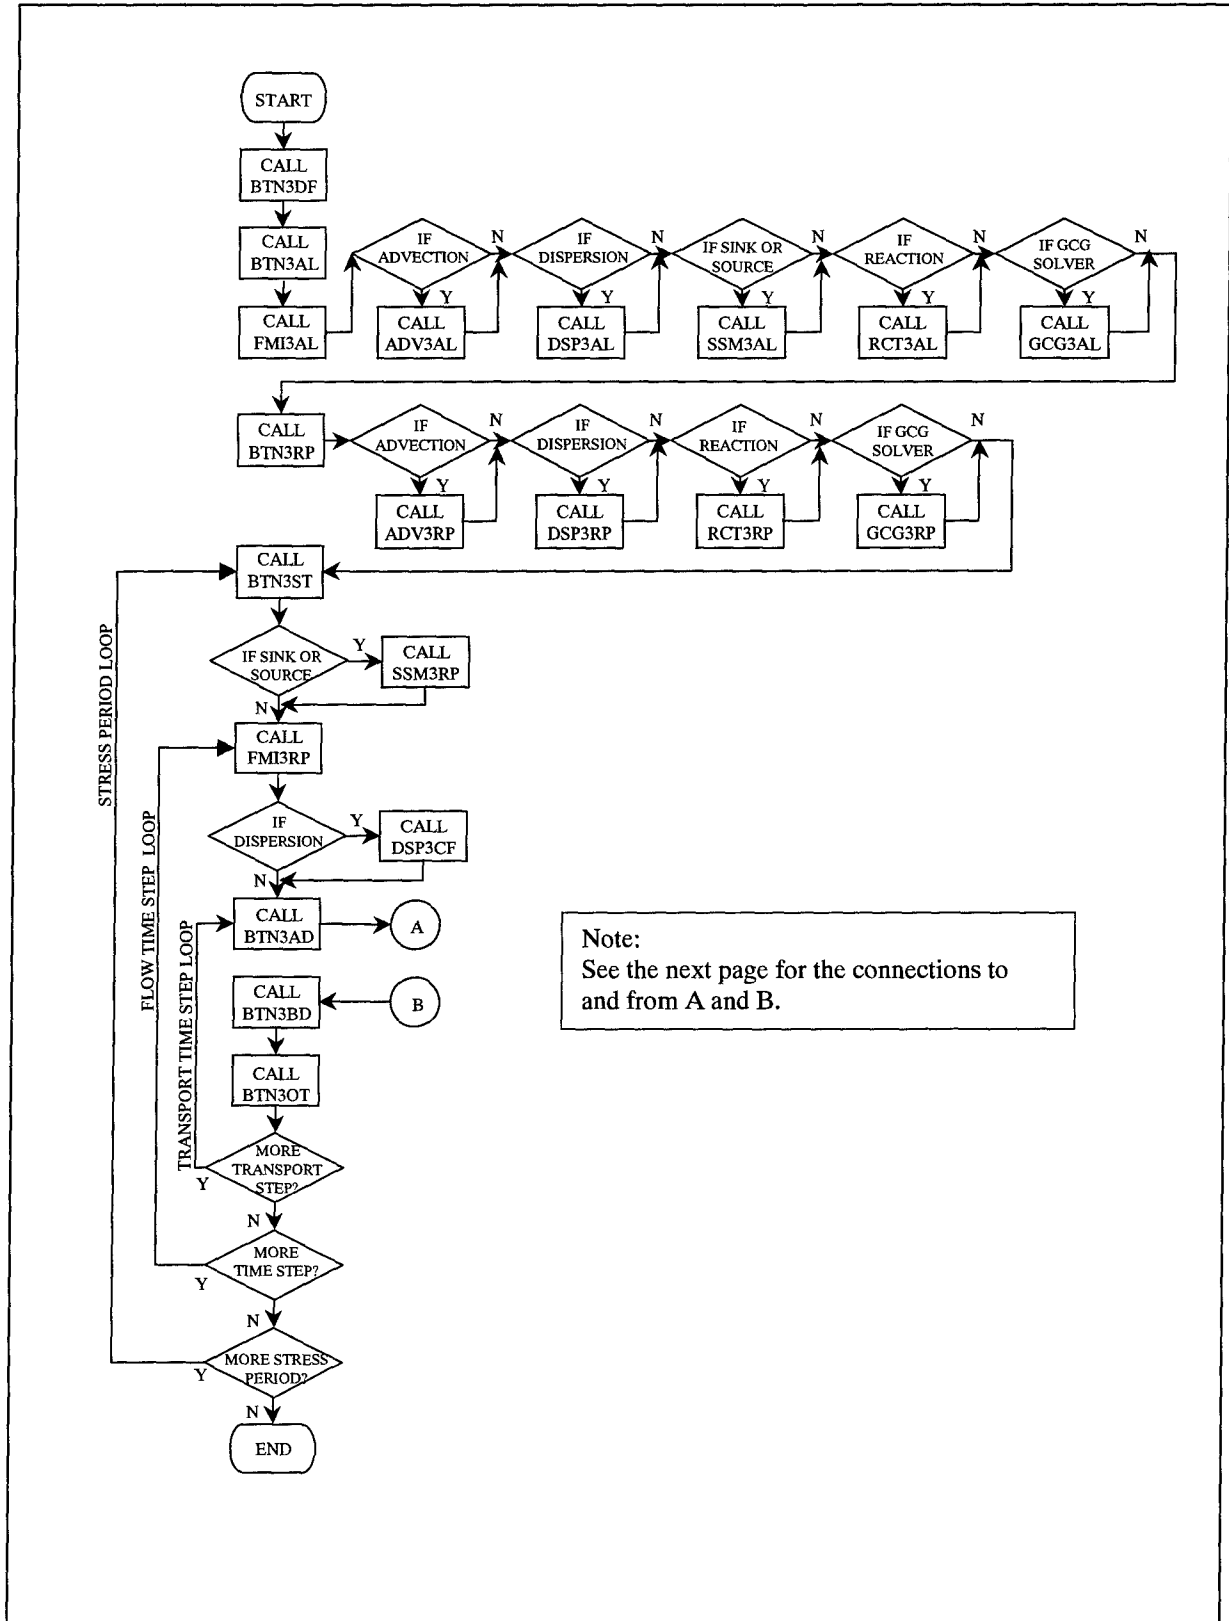 START
CALL
BTN3DF
CALL
BTN3AL
CALL
FMI3AL
IF
ADVECTION
N
Y
CALL
ADV3AL
IF
DISPERSION
N
Y
CALL
DSP3AL
IF SINK OR
SOURCE
N
Y
CALL
SSM3AL
IF
REACTION
N
Y
CALL
RCT3AL
IF GCG
SOLVER
N
Y
CALL
GCG3AL
CALL
BTN3RP
IF
ADVECTION
N
Y
CALL
ADV3RP
IF
DISPERSION
N
Y
CALL
DSP3RP
IF
REACTION
N
Y
CALL
RCT3RP
IF GCG
SOLVER
N
Y
CALL
GCG3RP
CALL
BTN3ST
IF SINK OR
SOURCE
Y
CALL
SSM3RP
N
CALL
FMI3RP
IF
DISPERSION
Y
CALL
DSP3CF
N
CALL
BTN3AD
A
CALL
BTN3BD
B
CALL
BTN3OT
MORE
TRANSPORT
STEP?
Y
N
MORE
TIME STEP?
Y
N
MORE STRESS
PERIOD?
Y
N
END
STRESS PERIOD LOOP
FLOW TIME STEP LOOP
TRANSPORT TIME STEP LOOP
Note:
See the next page for the connections to
and from A and B.